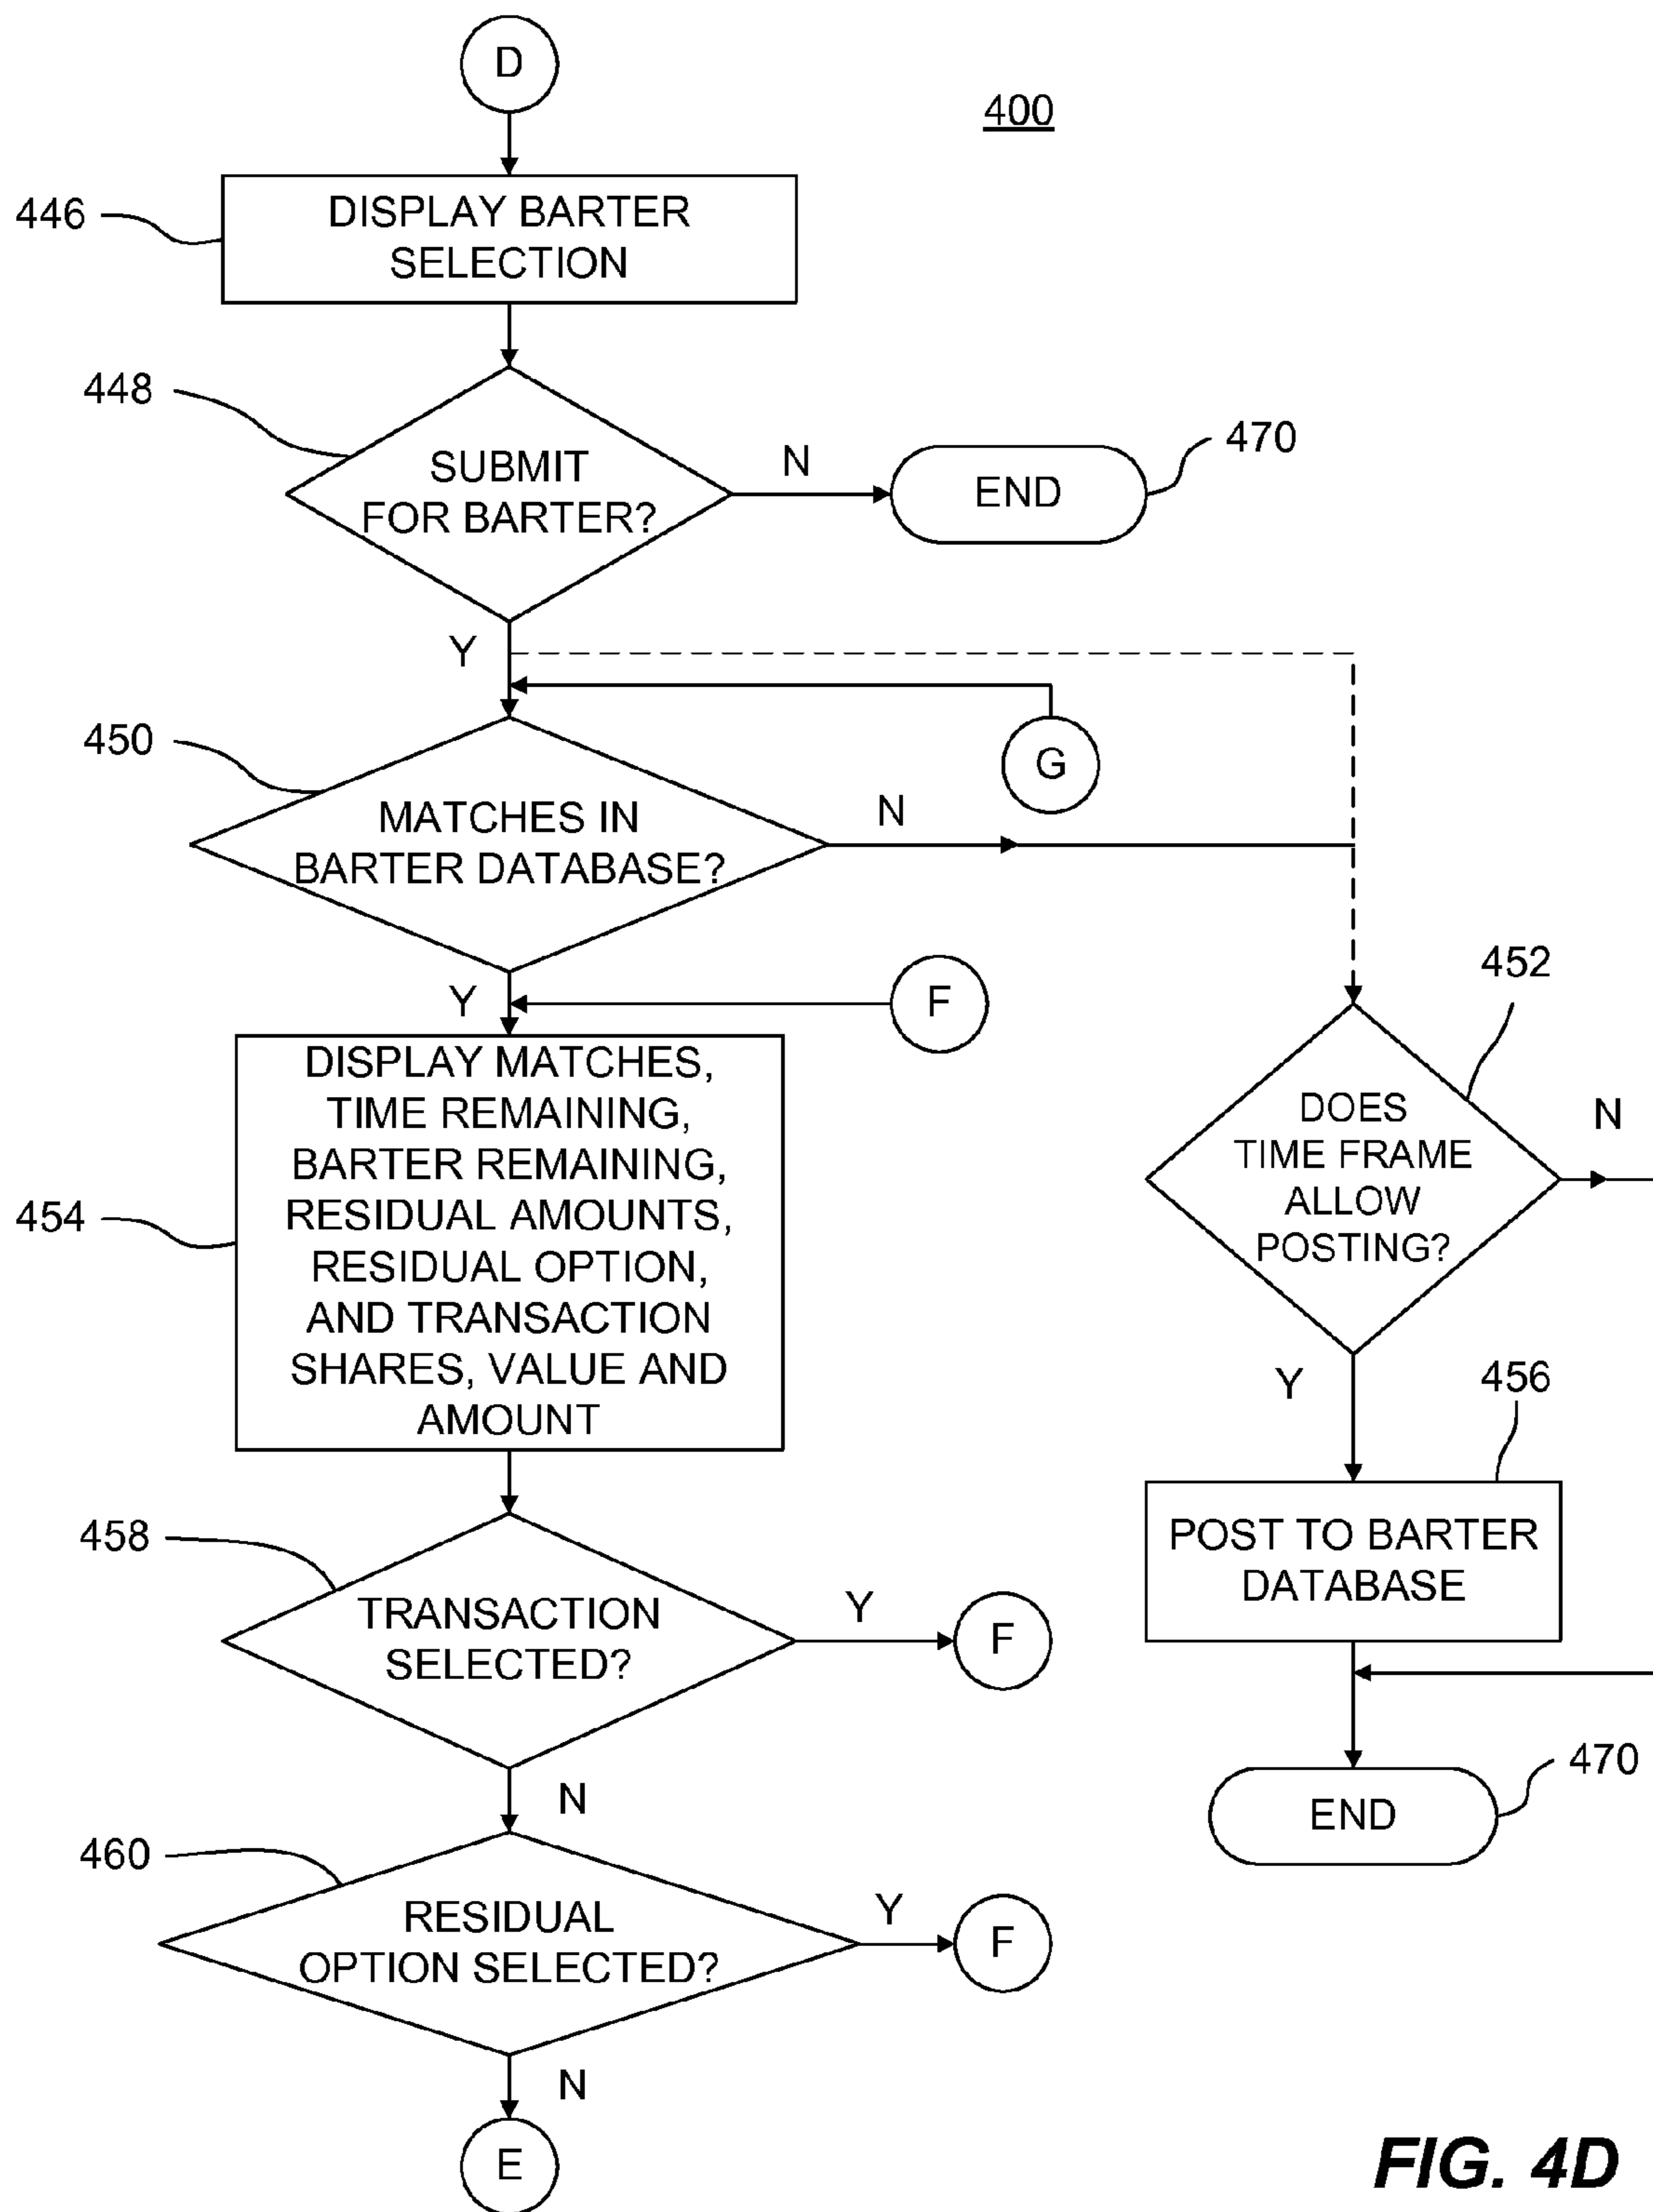 D
400
446
DISPLAY BARTER
SELECTION
448
SUBMIT
FOR BARTER?
N
END
470
Y
450
MATCHES IN
BARTER DATABASE?
G
N
Y
F
452
DOES
TIME FRAME
ALLOW
POSTING?
N
454
DISPLAY MATCHES,
TIME REMAINING,
BARTER REMAINING,
RESIDUAL AMOUNTS,
RESIDUAL OPTION,
AND TRANSACTION
SHARES, VALUE AND
AMOUNT
Y
456
POST TO BARTER
DATABASE
458
TRANSACTION
SELECTED?
Y
F
N
END
470
460
RESIDUAL
OPTION SELECTED?
Y
F
N
E
FIG. 4D